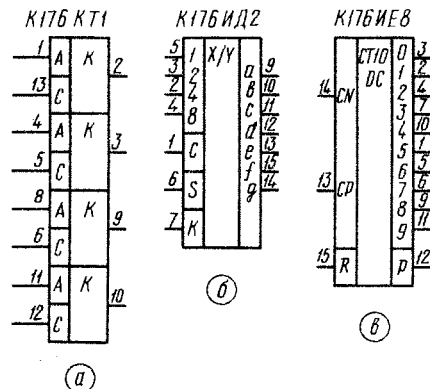 К176 КТ1
1 А К 2
13 С
4 А К 3
5 С
8 А К 9
6 С
11 А К 10
12 С
а
К176ИД2
5 1 X/Y
3 2 a 9
2 4 b 10
4 8 c 11
1 C d 12
e 13
6 S f 15
g 14
7 K
б
К176ИЕ8
CT10 0 3
DC 1 2
14 CN 2 4
3 7
4 10
5 1
6 5
13 CP 7 6
8 9
9 11
15 R P 12
в